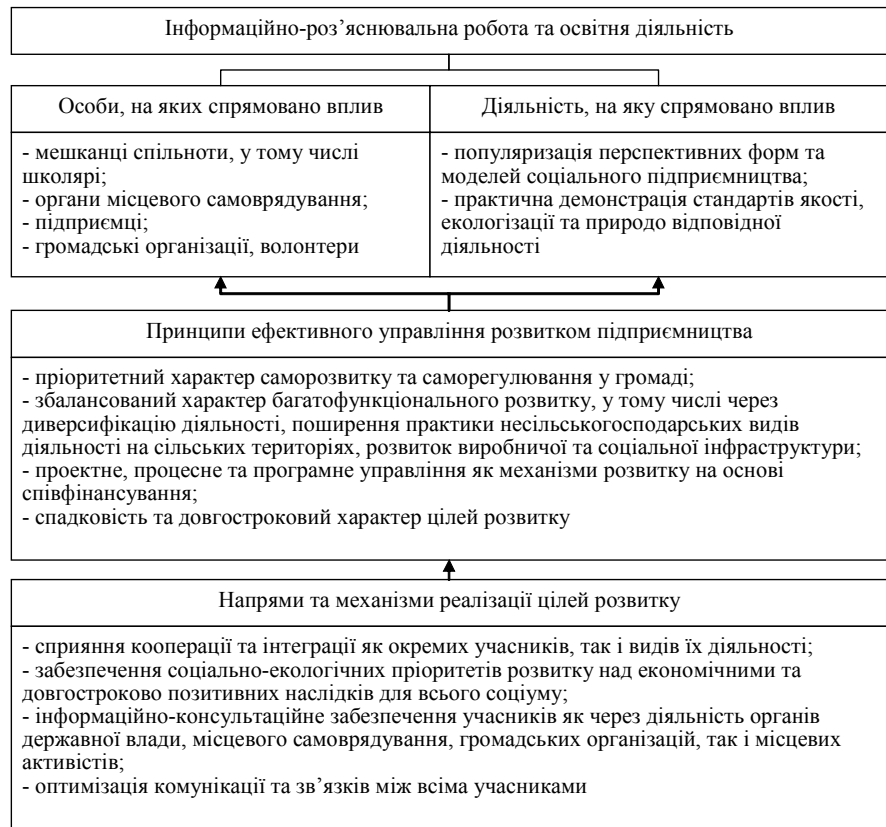 Інформаційно-роз’яснювальна робота та освітня діяльність
Особи, на яких спрямовано вплив
- мешканці спільноти, у тому числі
школярі;
- органи місцевого самоврядування;
- підприємці;
- громадські організації, волонтери
Діяльність, на яку спрямовано вплив
- популяризація перспективних форм та
моделей соціального підприємництва;
- практична демонстрація стандартів якості,
екологізації та природо відповідної
діяльності
Принципи ефективного управління розвитком підприємництва
- пріоритетний характер саморозвитку та саморегулювання у громаді;
- збалансований характер багатофункціонального розвитку, у тому числі через
диверсифікацію діяльності, поширення практики несільськогосподарських видів
діяльності на сільських територіях, розвиток виробничої та соціальної інфраструктури;
- проектне, процесне та програмне управління як механізми розвитку на основі
співфінансування;
- спадковість та довгостроковий характер цілей розвитку
Напрями та механізми реалізації цілей розвитку
- сприяння кооперації та інтеграції як окремих учасників, так і видів їх діяльності;
- забезпечення соціально-екологічних пріоритетів розвитку над економічними та
довгостроково позитивних наслідків для всього соціуму;
- інформаційно-консультаційне забезпечення учасників як через діяльність органів
державної влади, місцевого самоврядування, громадських організацій, так і місцевих
активістів;
- оптимізація комунікації та зв’язків між всіма учасниками